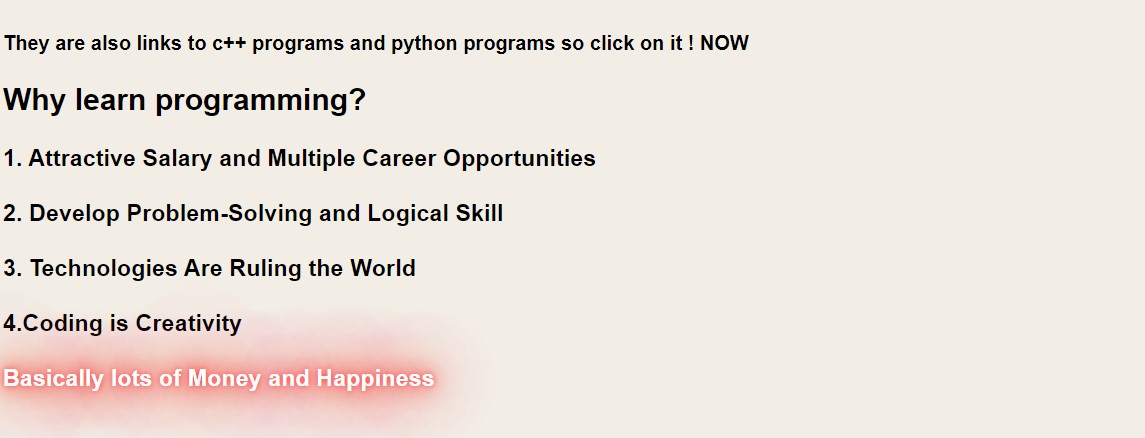 They are also links to c++ programs and python programs so click on it ! NOW
Why learn programming?
1. Attractive Salary and Multiple Career Opportunities
2. Develop Problem-Solving and Logical Skill
3. Technologies Are Ruling the World
4.Coding is Creativity
Basically lots of Money and Happiness